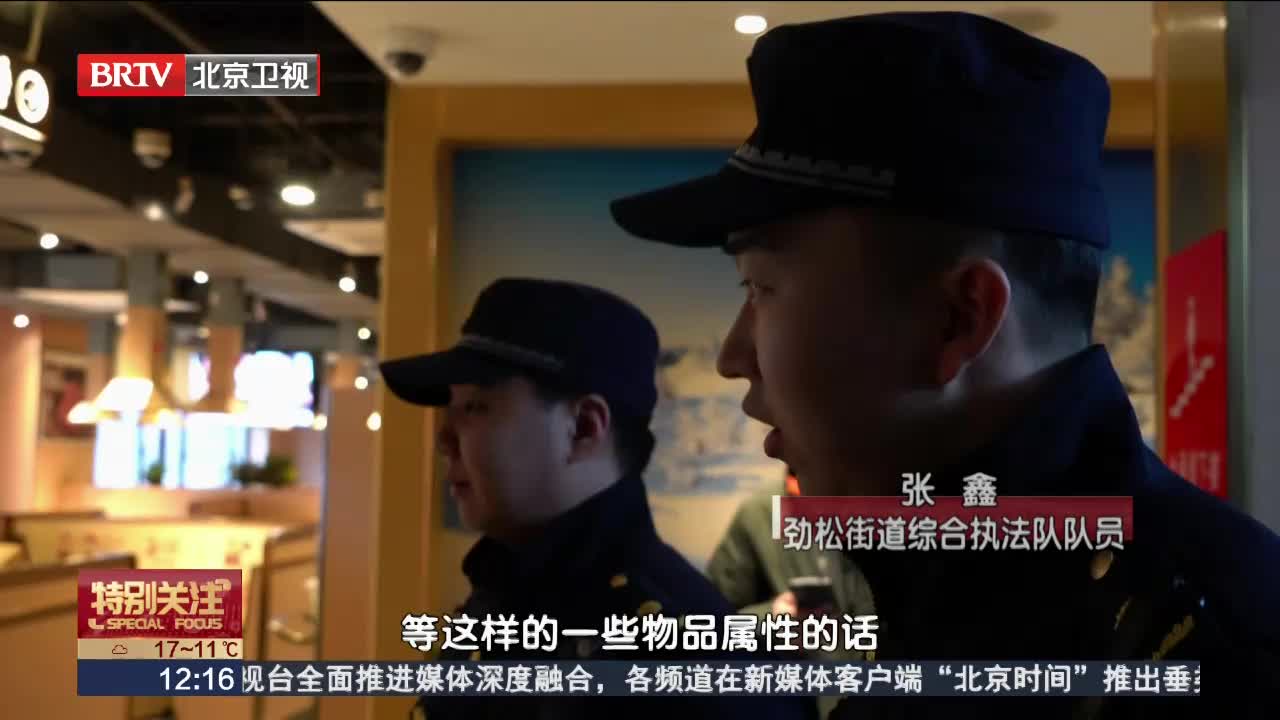 BRTV 北京卫视
张 鑫
劲松街道综合执法队队员
等这样的一些物品属性的话
特别关注
SPECIAL FOCUS
17~11℃
12:16 视台全面推进媒体深度融合，各频道在新媒体客户端“北京时间”推出垂类